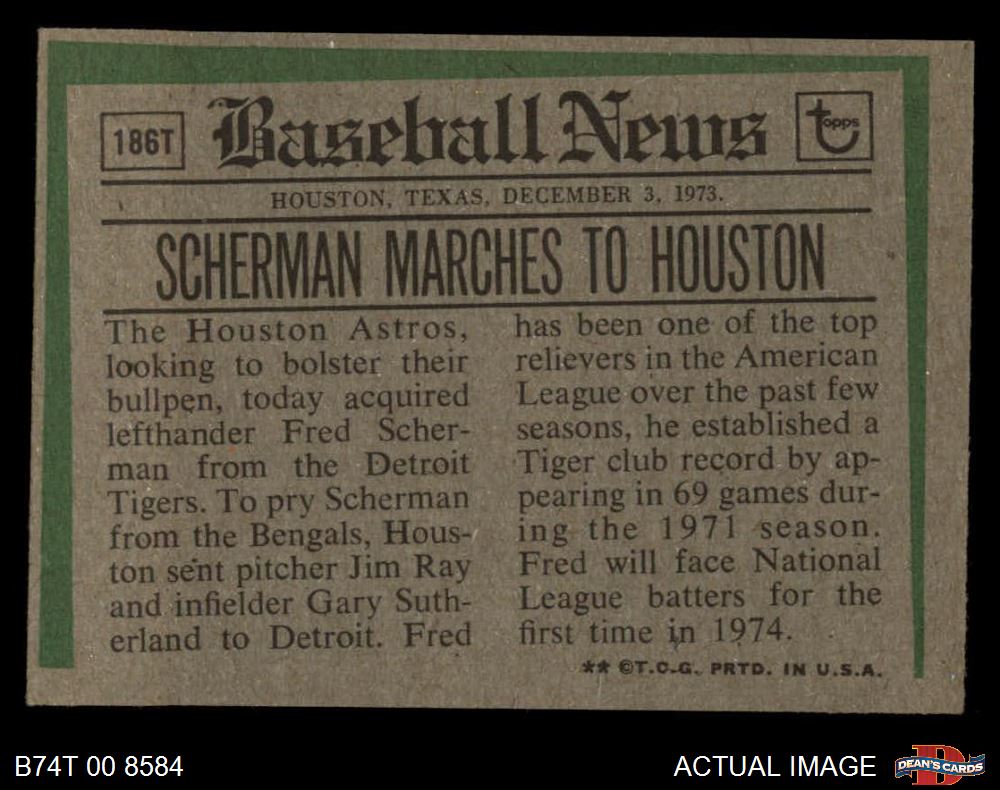 186T
Baseball News
topps
HOUSTON, TEXAS, DECEMBER 3, 1973.
SCHERMAN MARCHES TO HOUSTON
The Houston Astros,
looking to bolster their
bullpen, today acquired
lefthander Fred Scher-
man from the Detroit
Tigers. To pry Scherman
from the Bengals, Hous-
ton sent pitcher Jim Ray
and infielder Gary Suth-
erland to Detroit. Fred
has been one of the top
relievers in the American
League over the past few
seasons, he established a
Tiger club record by ap-
pearing in 69 games dur-
ing the 1971 season.
Fred will face National
League batters for the
first time in 1974.
** ©T.C.G. PRTD. IN U.S.A.
B74T 00 8584
ACTUAL IMAGE
D
DEAN'S CARDS